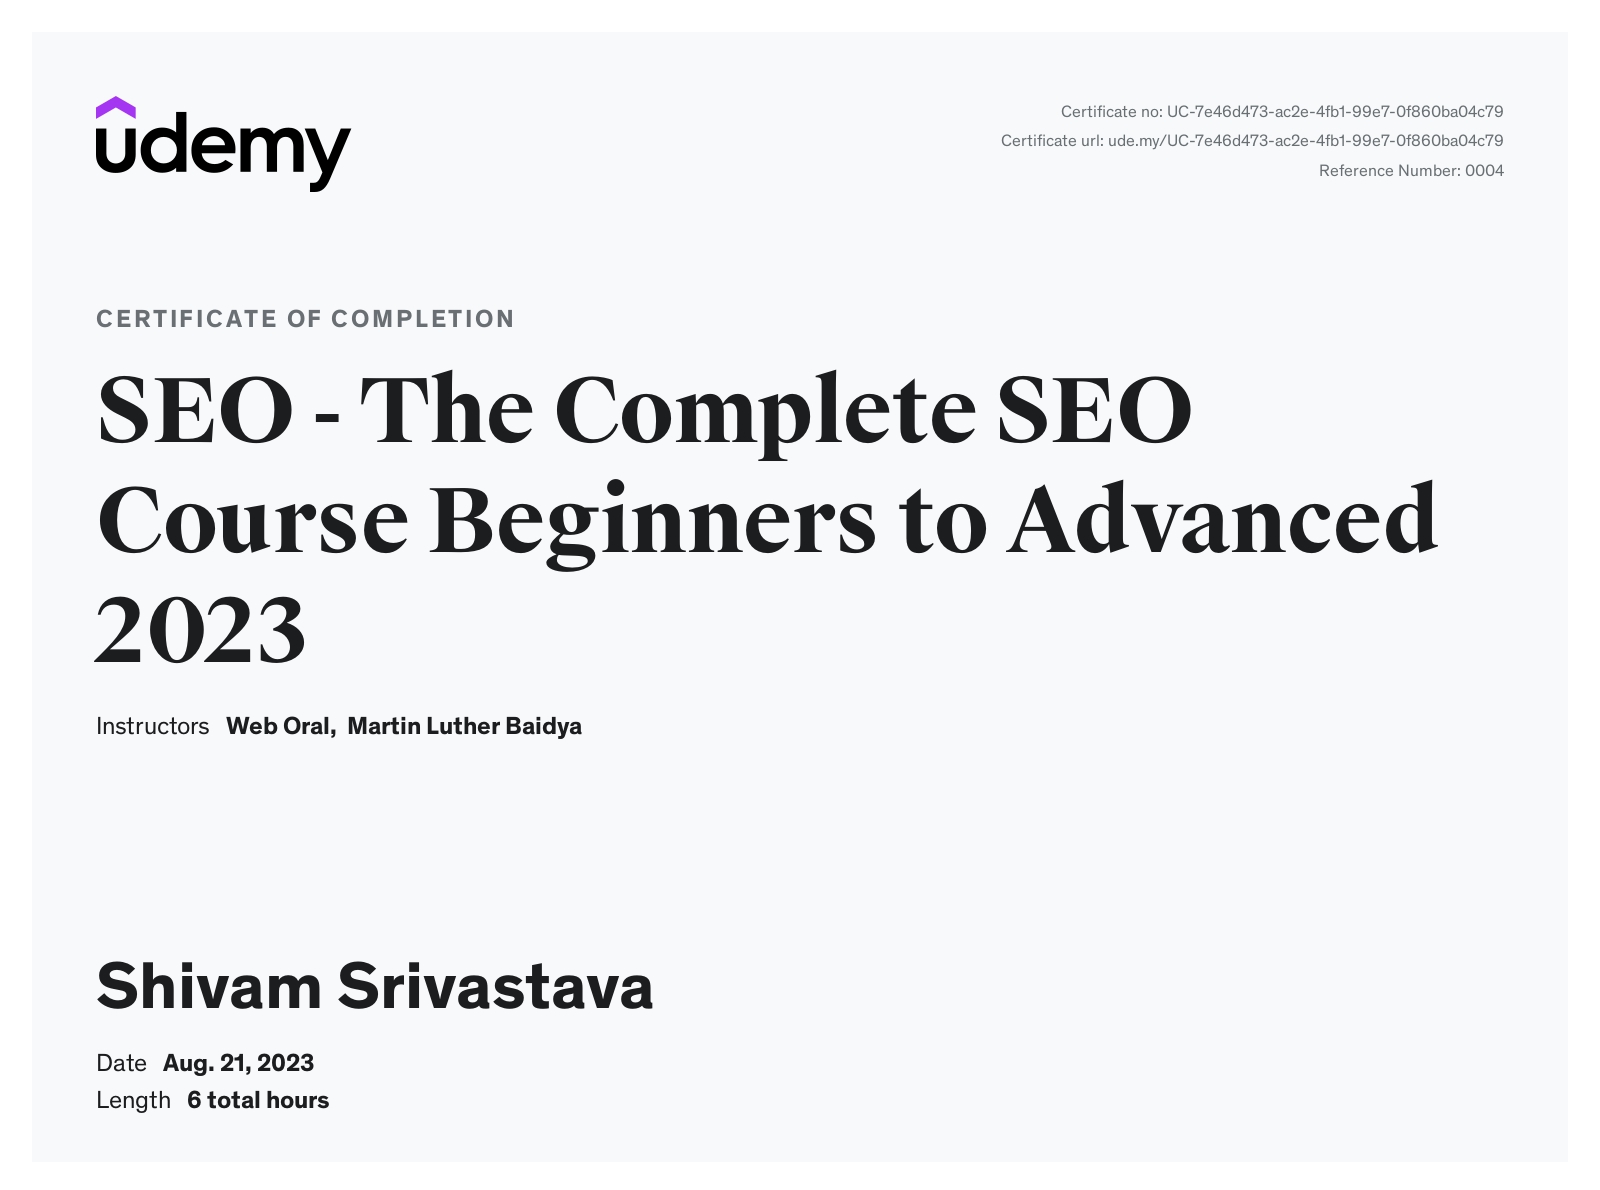 udemy
Certificate no: UC-7e46d473-ac2e-4fb1-99e7-0f860ba04c79
Certificate url: ude.my/UC-7e46d473-ac2e-4fb1-99e7-0f860ba04c79
Reference Number: 0004
CERTIFICATE OF COMPLETION
SEO - The Complete SEO
Course Beginners to Advanced
2023
Instructors Web Oral, Martin Luther Baidya
Shivam Srivastava
Date Aug. 21, 2023
Length 6 total hours